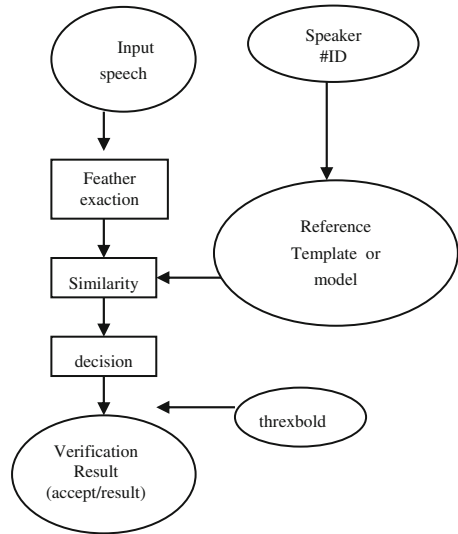 Input
speech
Speaker
#ID
Feather
exaction
Reference
Template or
model
Similarity
decision
threxbold
Verification
Result
(accept/result)